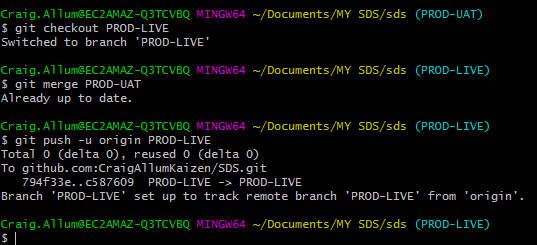 Craig.Allum@EC2AMAZ-Q3TCVBQ MINGW64 ~/Documents/MY SDS/sds (PROD-UAT)
$ git checkout PROD-LIVE
Switched to branch 'PROD-LIVE'
Craig.Allum@EC2AMAZ-Q3TCVBQ MINGW64 ~/Documents/MY SDS/sds (PROD-LIVE)
$ git merge PROD-UAT
Already up to date.
Craig.Allum@EC2AMAZ-Q3TCVBQ MINGW64 ~/Documents/MY SDS/sds (PROD-LIVE)
$ git push -u origin PROD-LIVE
Total 0 (delta 0), reused 0 (delta 0)
To github.com:CraigAllumKaizen/SDS.git
   794f33e..c587609  PROD-LIVE -> PROD-LIVE
Branch 'PROD-LIVE' set up to track remote branch 'PROD-LIVE' from 'origin'.
Craig.Allum@EC2AMAZ-Q3TCVBQ MINGW64 ~/Documents/MY SDS/sds (PROD-LIVE)
$